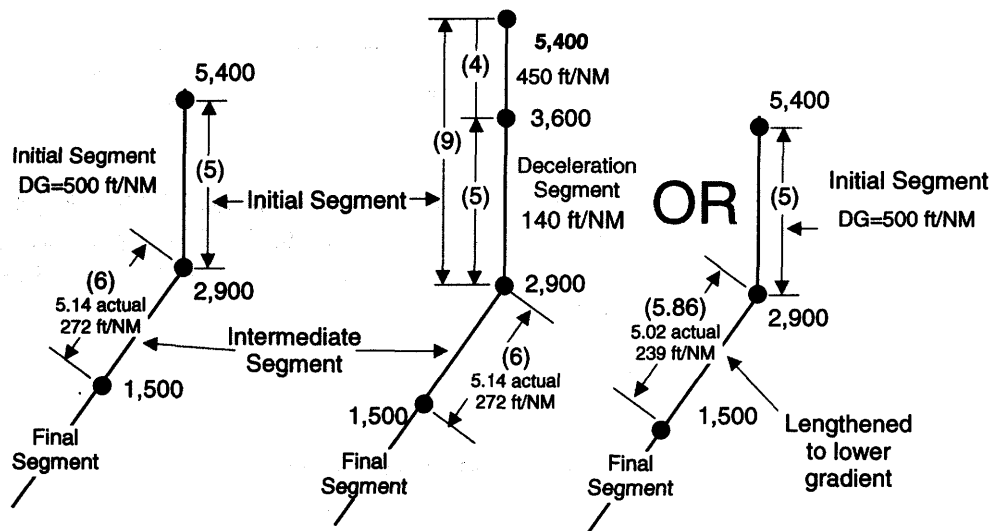 5,400
Initial Segment
DG=500 ft/NM
(5)
(6)
5.14 actual
272 ft/NM
2,900
1,500
Final
Segment
Initial Segment
Intermediate
Segment
5,400
(4)
450 ft/NM
3,600
(9)
(5)
Deceleration
Segment
140 ft/NM
2,900
(6)
5.14 actual
272 ft/NM
1,500
Final
Segment
OR
5,400
(5)
Initial Segment
DG=500 ft/NM
2,900
(5.86)
5.02 actual
239 ft/NM
1,500
Lengthened
to lower
gradient
Final
Segment